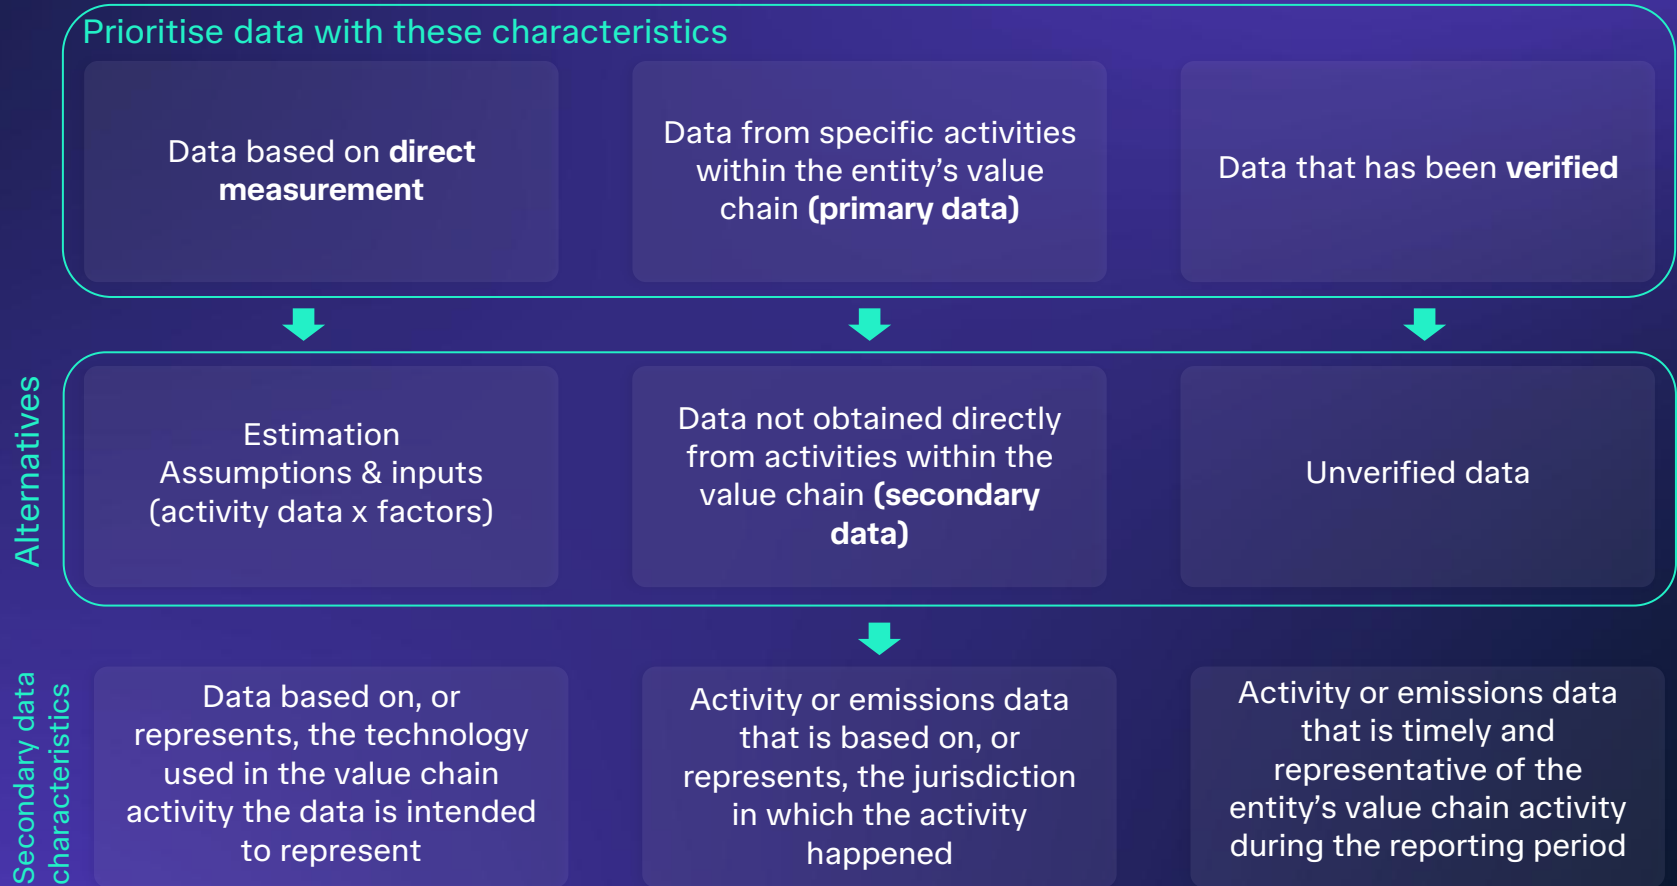 Prioritise data with these characteristics
Data based on direct
measurement
Data from specific activities
within the entity’s value
chain (primary data)
Data that has been verified
Alternatives
Estimation
Assumptions & inputs
(activity data x factors)
Data not obtained directly
from activities within the
value chain (secondary
data)
Unverified data
Secondary data
characteristics
Data based on, or
represents, the technology
used in the value chain
activity the data is intended
to represent
Activity or emissions data
that is based on, or
represents, the jurisdiction
in which the activity
happened
Activity or emissions data
that is timely and
representative of the
entity’s value chain activity
during the reporting period